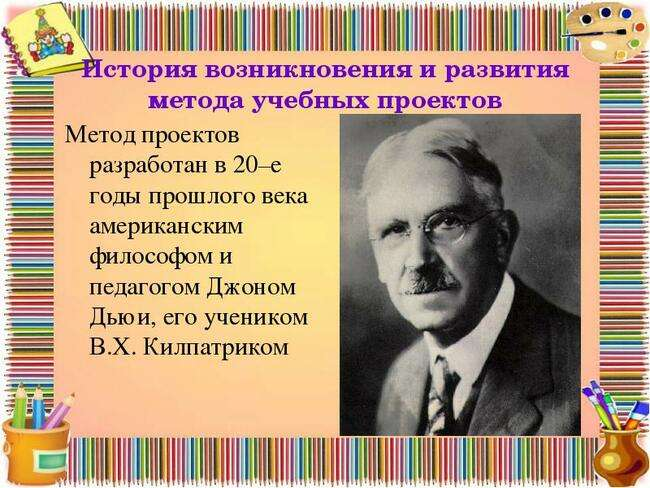 История возникновения и развития
метода учебных проектов
Метод проектов
разработан в 20–е
годы прошлого века
американским
философом и
педагогом Джоном
Дьюи, его учеником
В.Х. Килпатриком